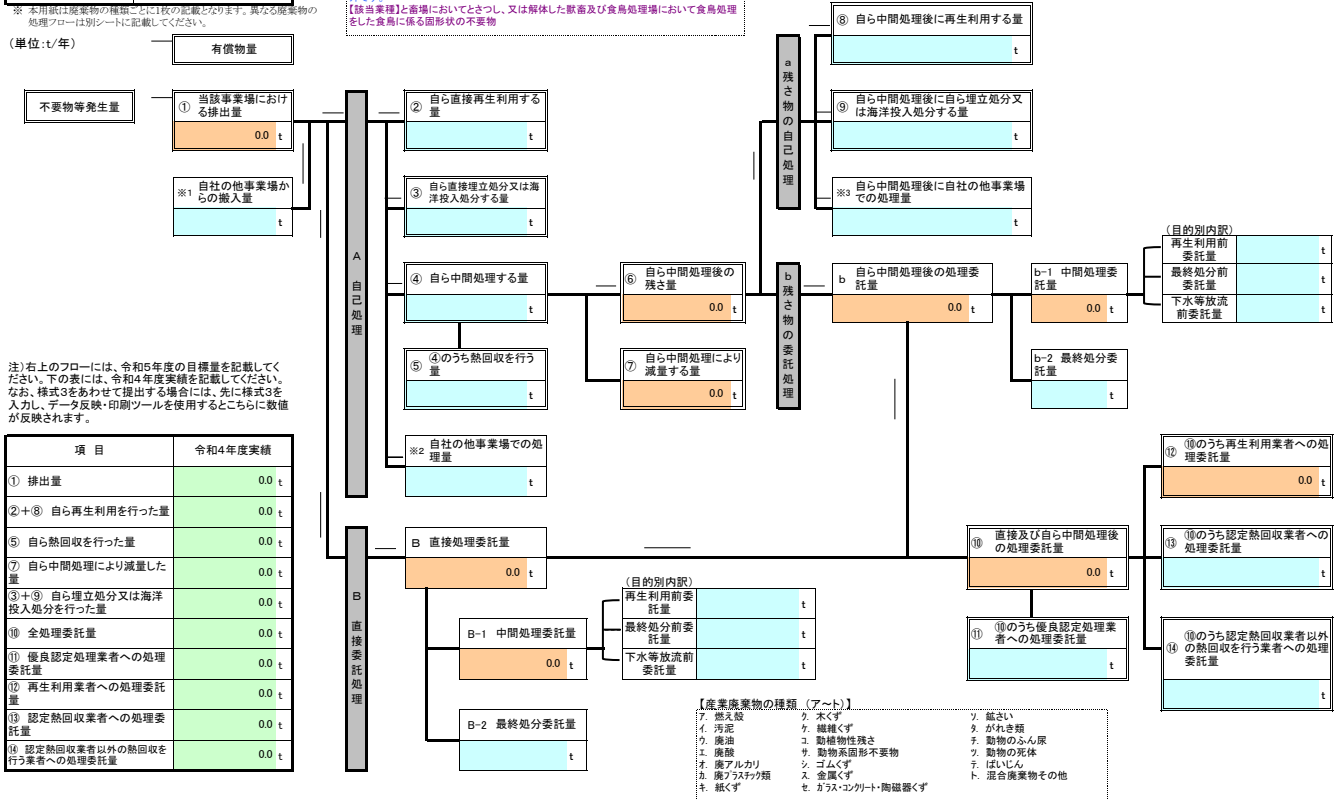 ※ 本用紙は廃棄物の種類ごとに1枚の記載となります。異なる廃棄物の
処理フローは別シートに記載してください。
【該当業種】と畜場においてとさつし、又は解体した獣畜及び食鳥処理場において食鳥処理
をした食鳥に係る固形状の不要物
(単位:t/年)
有償物量
不要物等発生量
① 当該事業場におけ
る排出量
0.0 t
※1 自社の他事業場か
らの搬入量
t
A 自己処理
② 自ら直接再生利用する
量
t
③ 自ら直接埋立処分又は海
洋投入処分する量
t
④ 自ら中間処理する量
t
⑤ ④のうち熱回収を行う
量
t
※2 自社の他事業場での処
理量
t
⑥ 自ら中間処理後の
残さ量
0.0 t
⑦ 自ら中間処理により
減量する量
0.0 t
a 残さ物の自己処理
⑧ 自ら中間処理後に再生利用する量
t
⑨ 自ら中間処理後に自ら埋立処分又
は海洋投入処分する量
t
※3 自ら中間処理後に自社の他事業場
での処理量
t
b 残さ物の委託処理
b 自ら中間処理後の処理委
託量
0.0 t
b-1 中間処理委
託量
0.0 t
(目的別内訳)
再生利用前
委託量
t
最終処分前
委託量
t
下水等放流
前委託量
t
b-2 最終処分委
託量
t
注)右上のフローには、令和5年度の目標量を記載してく
ださい。下の表には、令和4年度実績を記載してください。
なお、様式3をあわせて提出する場合には、先に様式3を
入力し、データ反映・印刷ツールを使用するとこちらに数値
が反映されます。
項 目 令和4年度実績
① 排出量 0.0 t
②+⑧ 自ら再生利用を行った量 0.0 t
⑤ 自ら熱回収を行った量 0.0 t
⑦ 自ら中間処理により減量した
量
0.0 t
③+⑨ 自ら埋立処分又は海洋
投入処分を行った量
0.0 t
⑩ 全処理委託量 0.0 t
⑪ 優良認定処理業者への処理
委託量
0.0 t
⑫ 再生利用業者への処理委託
量
0.0 t
⑬ 認定熱回収業者への処理委
託量
0.0 t
⑭ 認定熱回収業者以外の熱回収を
行う業者への処理委託量
0.0 t
B 直接委託処理
B 直接処理委託量
0.0 t
B-1 中間処理委託量
0.0 t
(目的別内訳)
再生利用前委
託量
t
最終処分前委
託量
t
下水等放流前
委託量
t
B-2 最終処分委託量
t
⑩ 直接及び自ら中間処理後
の処理委託量
0.0 t
⑪ ⑩のうち優良認定処理業
者への処理委託量
t
⑫ ⑩のうち再生利用業者への処
理委託量
0.0 t
⑬ ⑩のうち認定熱回収業者への
処理委託量
t
⑭ ⑩のうち認定熱回収業者以外
の熱回収を行う業者への処理
委託量
t
【産業廃棄物の種類 (ア~ト)】
ア. 燃え殻
イ. 汚泥
ウ. 廃油
エ. 廃酸
オ. 廃アルカリ
カ. 廃プラスチック類
キ. 紙くず
ク. 木くず
ケ. 繊維くず
コ. 動植物性残さ
サ. 動物系固形不要物
シ. ゴムくず
ス. 金属くず
セ. ガラス・コンクリート・陶磁器くず
ソ. 鉱さい
タ. がれき類
チ. 動物のふん尿
ツ. 動物の死体
テ. ばいじん
ト. 混合廃棄物その他